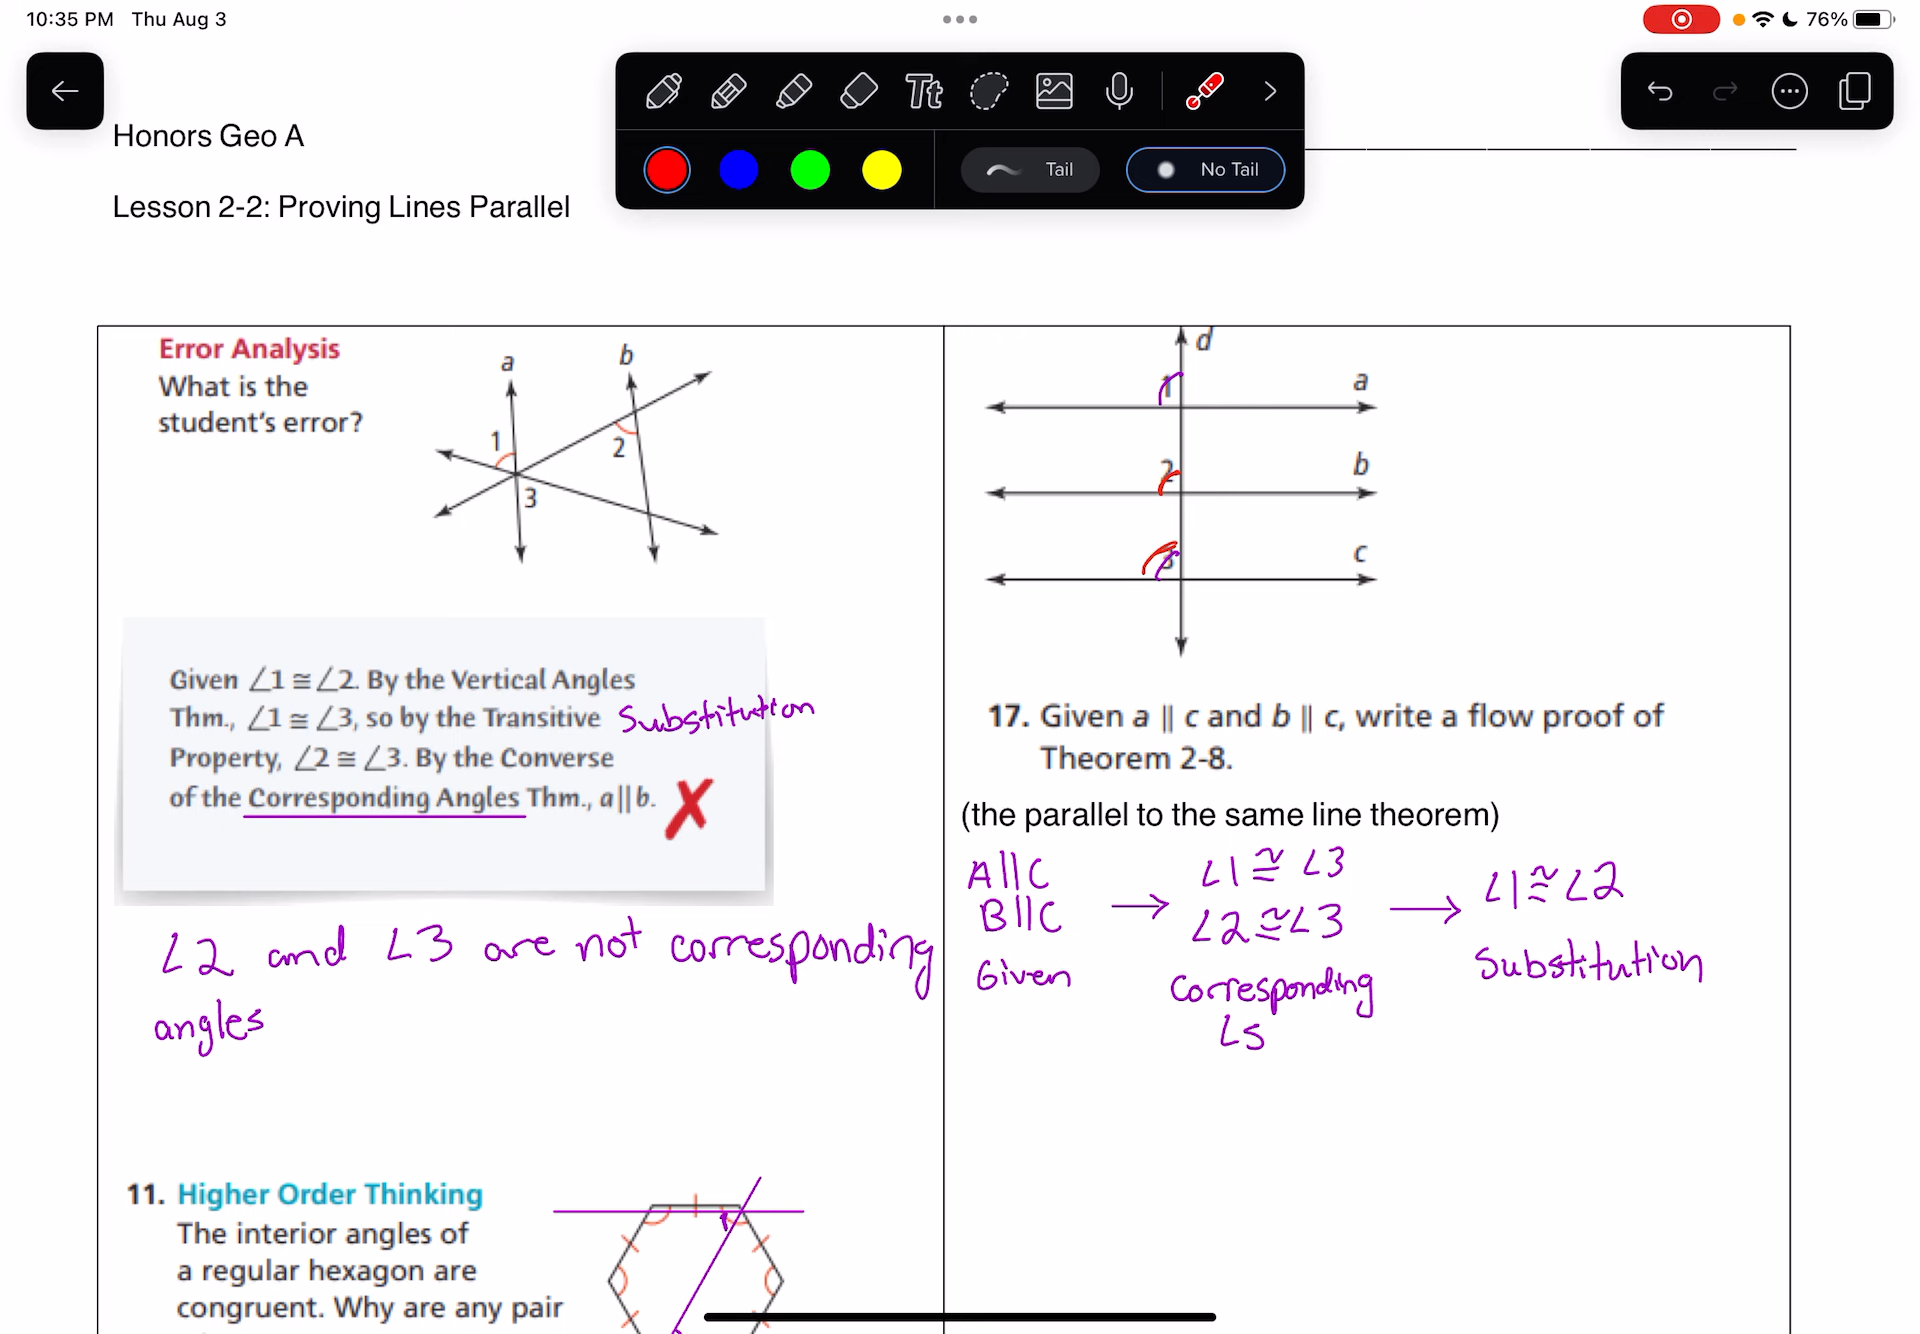 10:35 PM Thu Aug 3
76%
Tt
Tail
No Tail
Honors Geo A
Lesson 2-2: Proving Lines Parallel
Error Analysis
What is the
student's error?
a
b
1
2
3
Given ∠1 ≅ ∠2. By the Vertical Angles
Thm., ∠1 ≅ ∠3, so by the Transitive
Substitution
Property, ∠2 ≅ ∠3. By the Converse
of the Corresponding Angles Thm., a || b.
∠2 and ∠3 are not corresponding
angles
11. Higher Order Thinking
The interior angles of
a regular hexagon are
congruent. Why are any pair
d
1
a
2
b
3
c
17. Given a || c and b || c, write a flow proof of
Theorem 2-8.
(the parallel to the same line theorem)
A||C
B||C
Given
→
∠1 ≅ ∠3
∠2 ≅ ∠3
Corresponding
∠s
→
∠1 ≅ ∠2
Substitution